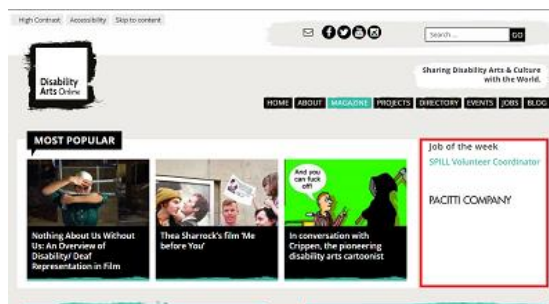 High Contrast Accessibility Skip to content
Search ...
GO
Disability
Arts Online
Sharing Disability Arts & Culture
with the World.
HOME ABOUT MAGAZINE PROJECTS DIRECTORY EVENTS JOBS BLOG
MOST POPULAR
Job of the week
SPILL Volunteer Coordinator
PACITTI COMPANY
And you
can fuck
off!
Nothing About Us Without
Us: An Overview of
Disability/ Deaf
Representation in Film
Thea Sharrock's film 'Me
before You'
In conversation with
Crippen, the pioneering
disability arts cartoonist